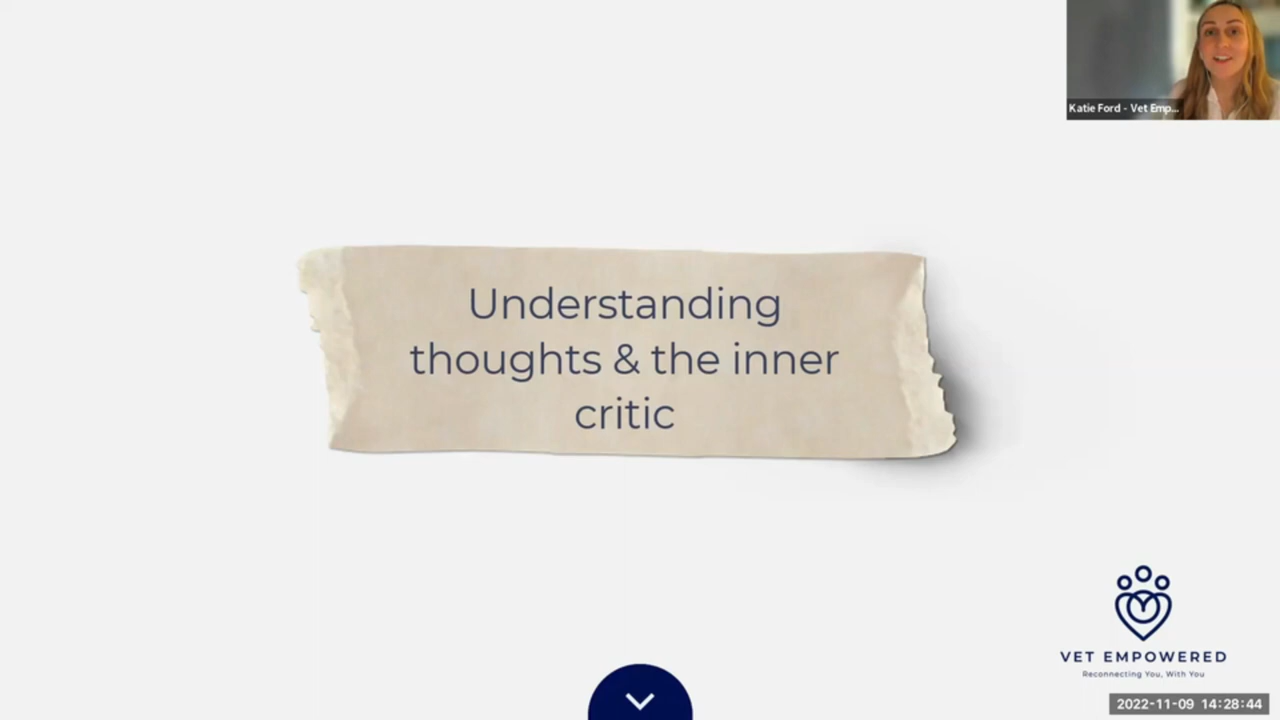 Katie Ford - Vet Emp...
Understanding
thoughts & the inner
critic
VET EMPOWERED
Reconnecting You, With You
2022-11-09 14:28:44